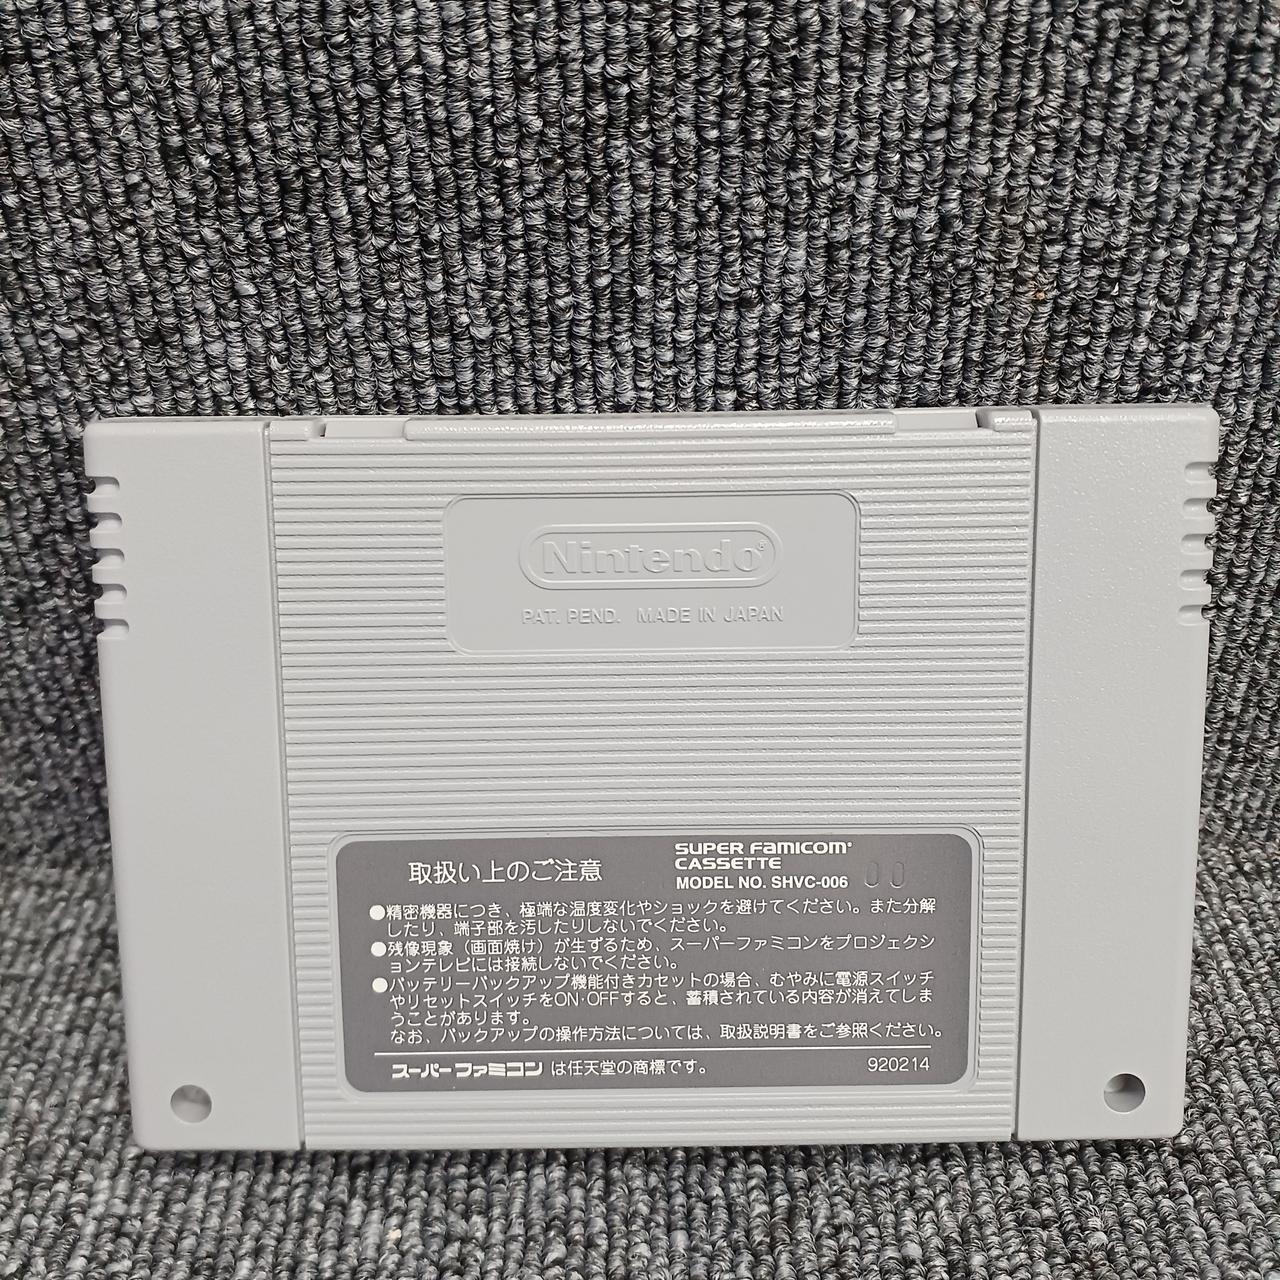 Nintendo®
PAT. PEND. MADE IN JAPAN
取扱い上のご注意
SUPER FAMICOM®
CASSETTE
MODEL NO. SHVC-006
00
●精密機器につき、極端な温度変化やショックを避けてください。また分解
したり、端子部を汚したりしないでください。
●残像現象（画面焼け）が生ずるため、スーパーファミコンをプロジェクシ
ョンテレビには接続しないでください。
●バッテリーバックアップ機能付きカセットの場合、むやみに電源スイッチ
やリセットスイッチをON・OFFすると、蓄積されている内容が消えてしま
うことがあります。
なお、バックアップの操作方法については、取扱説明書をご参照ください。
スーパーファミコン は任天堂の商標です。
920214